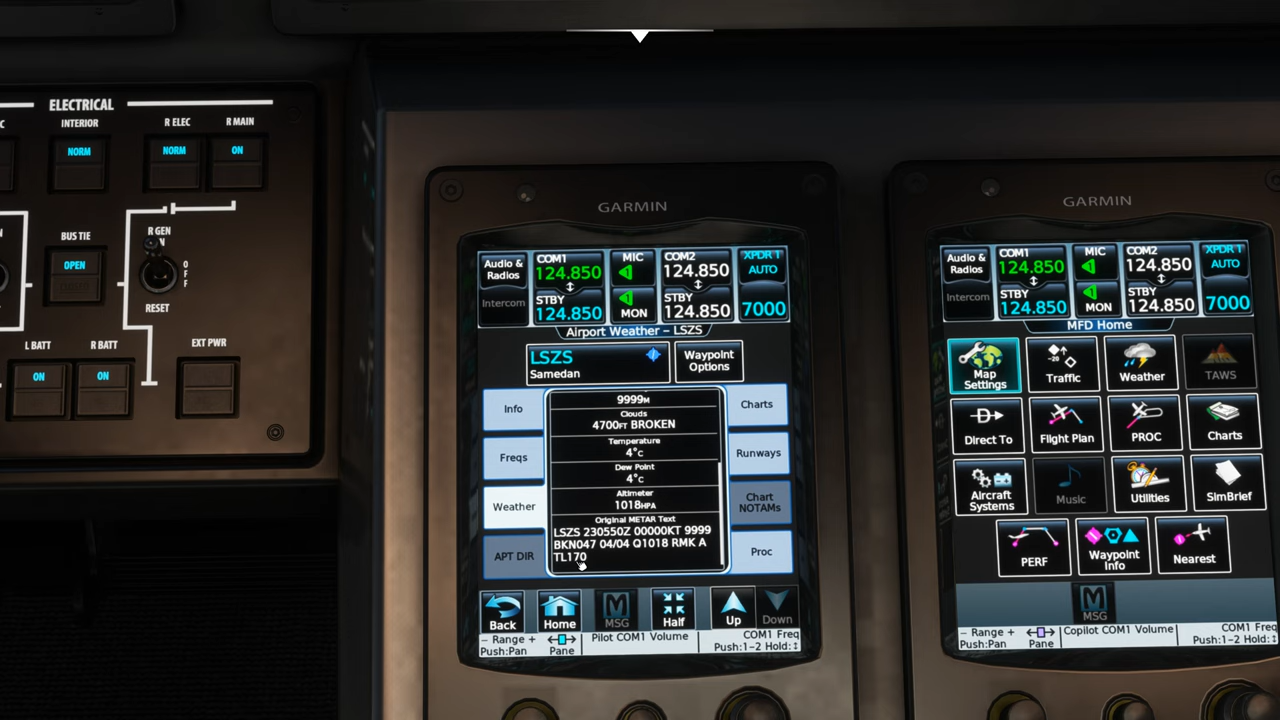 ELECTRICAL
INTERIOR
R ELEC
R MAIN
NORM
NORM
ON
BUS TIE
R GEN
OPEN
O
F
F
RESET
L BATT
R BATT
EXT PWR
ON
ON
GARMIN
Audio &
Radios
Intercom
COM1
124.850
STBY
124.850
MIC
MON
COM2
124.850
124.850
XPDR 1
AUTO
7000
Airport Weather – LSZS
LSZS
Samedan
Waypoint
Options
Info
Freqs
Weather
APT DIR
9999M
Clouds
4700FT BROKEN
Temperature
4°C
Dew Point
4°C
Altimeter
1018HPA
Original METAR Text
LSZS 230550Z 00000KT 9999
BKN047 04/04 Q1018 RMK A
TL170
Charts
Runways
Chart
NOTAMs
Proc
Back
Home
MSG
Half
Up
Down
– Range +
Push:Pan
Pane
Pilot COM1 Volume
COM1 Freq
Push:1–2 Hold:↕
GARMIN
Audio &
Radios
Intercom
COM1
124.850
STBY
124.850
MIC
MON
COM2
124.850
124.850
XPDR 1
AUTO
7000
MFD Home
Map
Settings
Traffic
Weather
TAWS
Direct To
Flight Plan
PROC
Charts
Aircraft
Systems
Music
Utilities
SimBrief
PERF
Waypoint
Info
Nearest
MSG
– Range +
Push:Pan
Pane
Copilot COM1 Volume
COM1 Freq
Push:1–2 Hold:↕